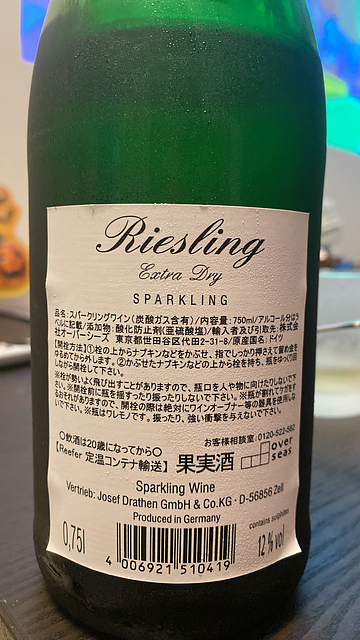 Riesling
Extra Dry
SPARKLING
品名:スパークリングワイン(炭酸ガス含有)/内容量:750ml/アルコール分はラ
ベルに記載/添加物:酸化防止剤(亜硫酸塩)/輸入者及び引取先:株式会
社オーバーシーズ 東京都世田谷区代田2-31-8/原産国名:ドイツ
【開栓方法】①栓の上からナプキンなどをかぶせ、指でしっかり押さえて留め金を
ゆるめてから外します。②かぶせたナプキンなどの上から栓を持ち、瓶をゆっくり回
しながら開栓して下さい。
※栓が勢いよく飛び出すことがありますので、瓶口を人や物に向けたりしない下
さい。※開栓前に瓶を揺すったり振ったりしないで下さい。※瓶が割れてケガをす
るおそれがありますので、開栓の際は絶対にワインオープナー等の器具を使用しな
いで下さい。※瓶はワレモノです。振ったり、強い衝撃を与えないで下さい。
〇飲酒は20歳になってから〇
お客様相談室:0120-522-582
【Reefer 定温コンテナ輸送】
果実酒
over
seas
Sparkling Wine
Vertrieb: Josef Drathen GmbH & Co.KG · D-56856 Zell
Produced in Germany
contains sulphites
0,75l
12 % vol
4 006921 510419